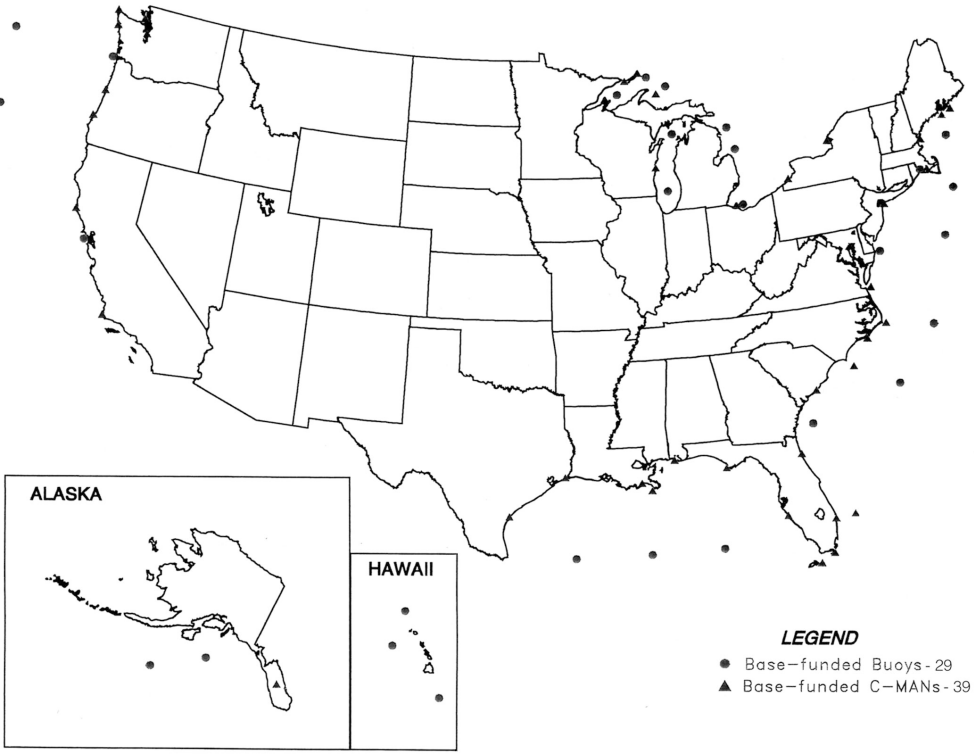 ALASKA
HAWAII
LEGEND
Base-funded Buoys-29
Base-funded C-MANs-39